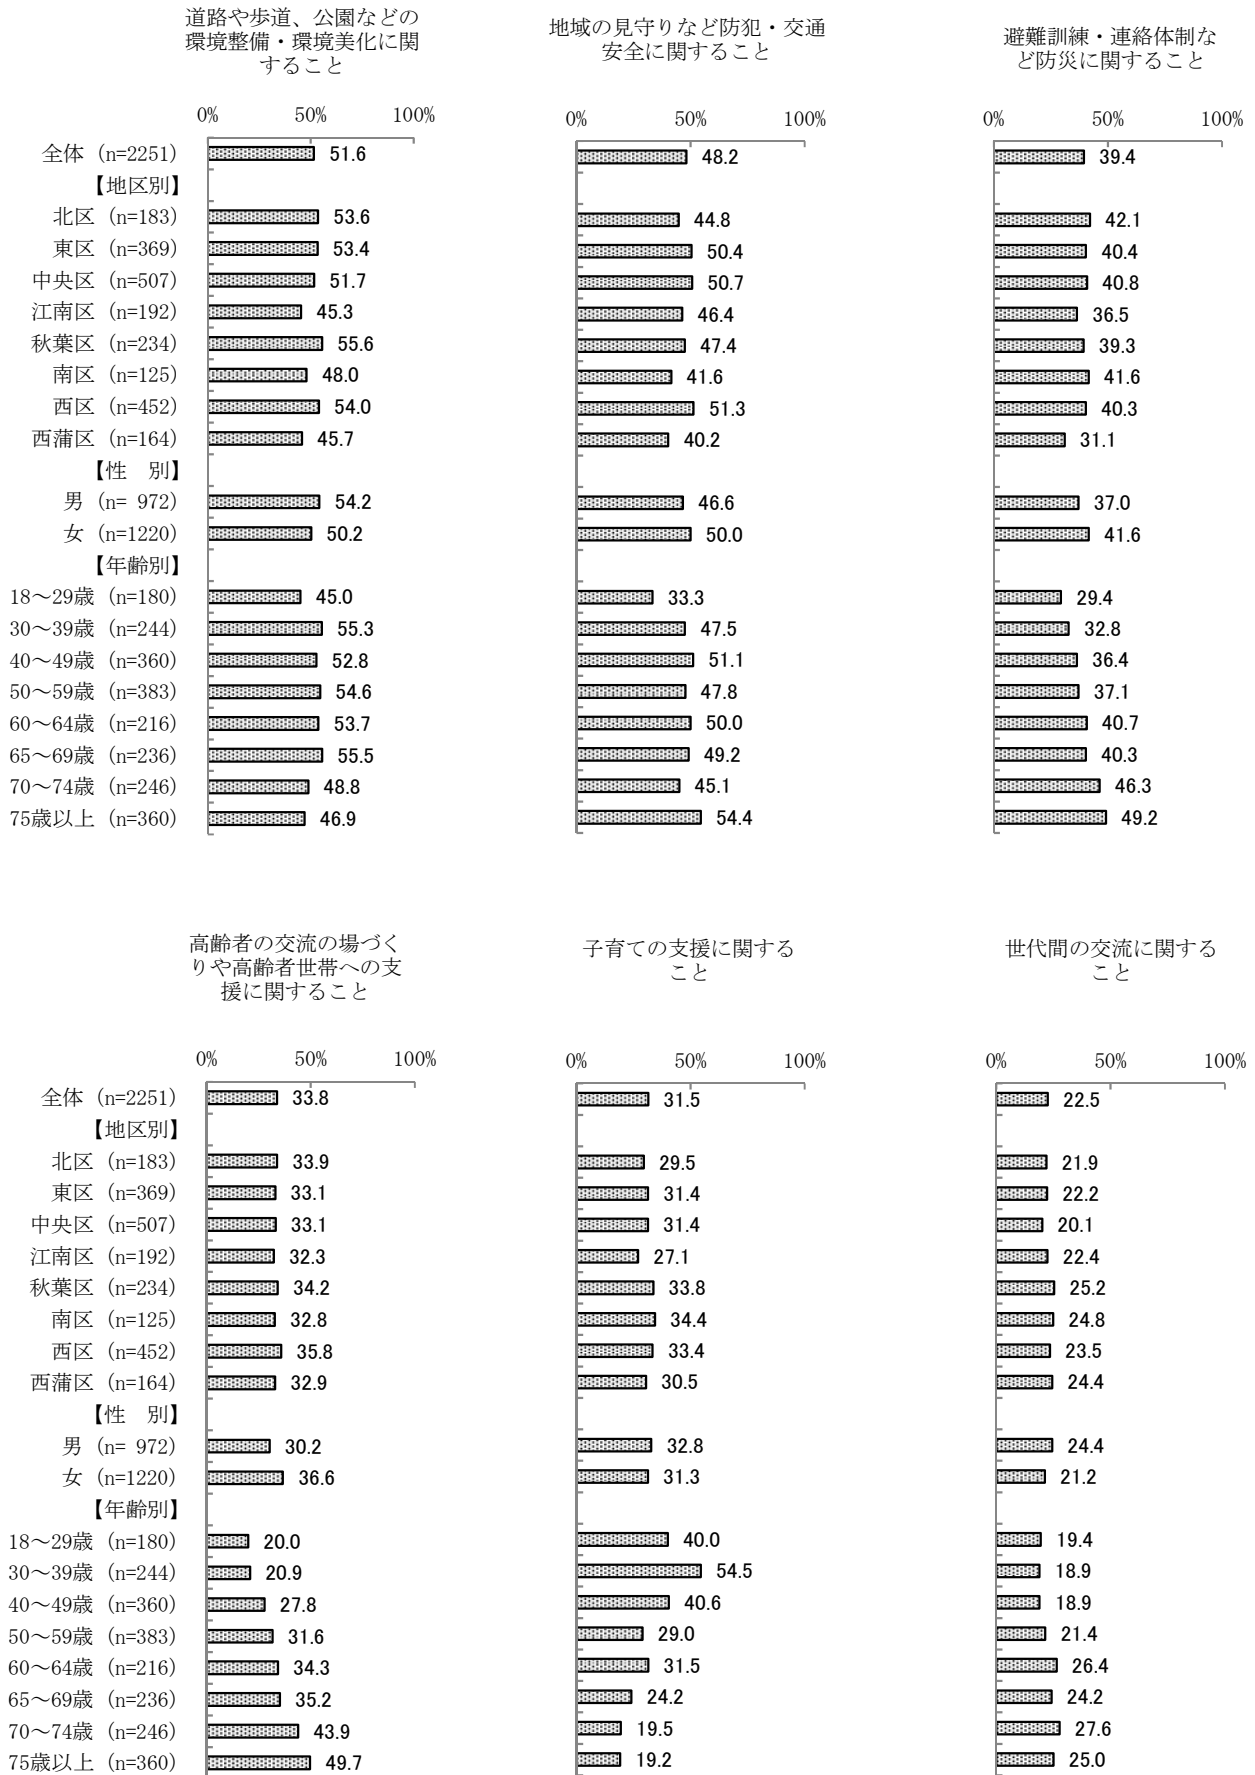 道路や歩道、公園などの
環境整備・環境美化に関
すること
0% 50% 100%
全体 (n=2251) 51.6
【地区別】
北区 (n=183) 53.6
東区 (n=369) 53.4
中央区 (n=507) 51.7
江南区 (n=192) 45.3
秋葉区 (n=234) 55.6
南区 (n=125) 48.0
西区 (n=452) 54.0
西蒲区 (n=164) 45.7
【性　別】
男 (n= 972) 54.2
女 (n=1220) 50.2
【年齢別】
18～29歳 (n=180) 45.0
30～39歳 (n=244) 55.3
40～49歳 (n=360) 52.8
50～59歳 (n=383) 54.6
60～64歳 (n=216) 53.7
65～69歳 (n=236) 55.5
70～74歳 (n=246) 48.8
75歳以上 (n=360) 46.9
地域の見守りなど防犯・交通
安全に関すること
0% 50% 100%
48.2
44.8
50.4
50.7
46.4
47.4
41.6
51.3
40.2
46.6
50.0
33.3
47.5
51.1
47.8
50.0
49.2
45.1
54.4
避難訓練・連絡体制な
ど防災に関すること
0% 50% 100%
39.4
42.1
40.4
40.8
36.5
39.3
41.6
40.3
31.1
37.0
41.6
29.4
32.8
36.4
37.1
40.7
40.3
46.3
49.2
高齢者の交流の場づく
りや高齢者世帯への支
援に関すること
0% 50% 100%
全体 (n=2251) 33.8
【地区別】
北区 (n=183) 33.9
東区 (n=369) 33.1
中央区 (n=507) 33.1
江南区 (n=192) 32.3
秋葉区 (n=234) 34.2
南区 (n=125) 32.8
西区 (n=452) 35.8
西蒲区 (n=164) 32.9
【性　別】
男 (n= 972) 30.2
女 (n=1220) 36.6
【年齢別】
18～29歳 (n=180) 20.0
30～39歳 (n=244) 20.9
40～49歳 (n=360) 27.8
50～59歳 (n=383) 31.6
60～64歳 (n=216) 34.3
65～69歳 (n=236) 35.2
70～74歳 (n=246) 43.9
75歳以上 (n=360) 49.7
子育ての支援に関する
こと
0% 50% 100%
31.5
29.5
31.4
31.4
27.1
33.8
34.4
33.4
30.5
32.8
31.3
40.0
54.5
40.6
29.0
31.5
24.2
19.5
19.2
世代間の交流に関する
こと
0% 50% 100%
22.5
21.9
22.2
20.1
22.4
25.2
24.8
23.5
24.4
24.4
21.2
19.4
18.9
18.9
21.4
26.4
24.2
27.6
25.0